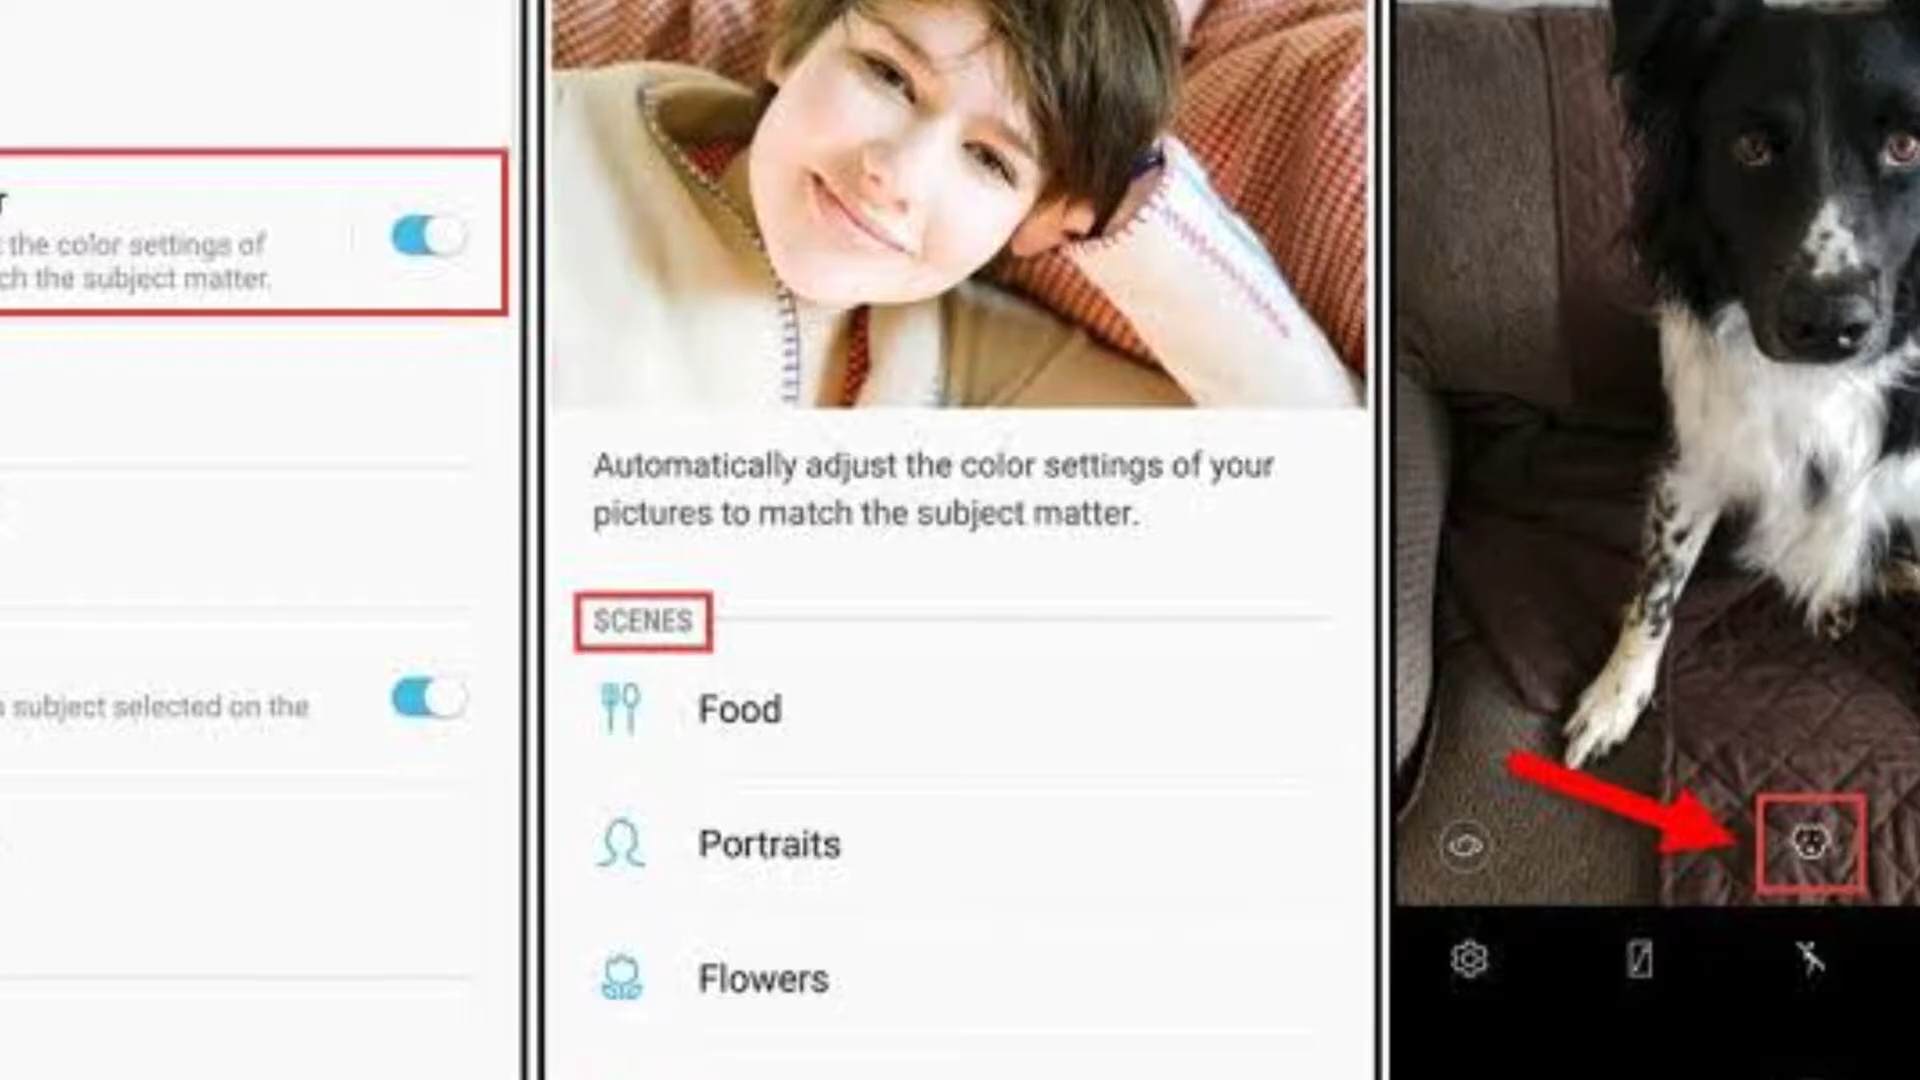 the color settings of
ch the subject matter.
subject selected on the
Automatically adjust the color settings of your
pictures to match the subject matter.
SCENES
Food
Portraits
Flowers